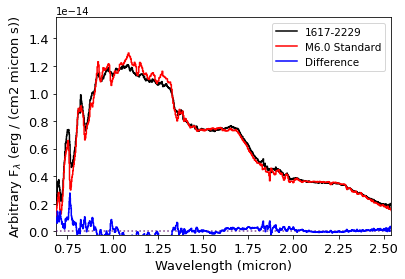 1e−14
1617-2229
M6.0 Standard
Difference
1.4
1.2
1.0
0.8
0.6
0.4
0.2
0.0
Arbitrary Fλ (erg / (cm2 micron s))
0.75 1.00 1.25 1.50 1.75 2.00 2.25 2.50
Wavelength (micron)